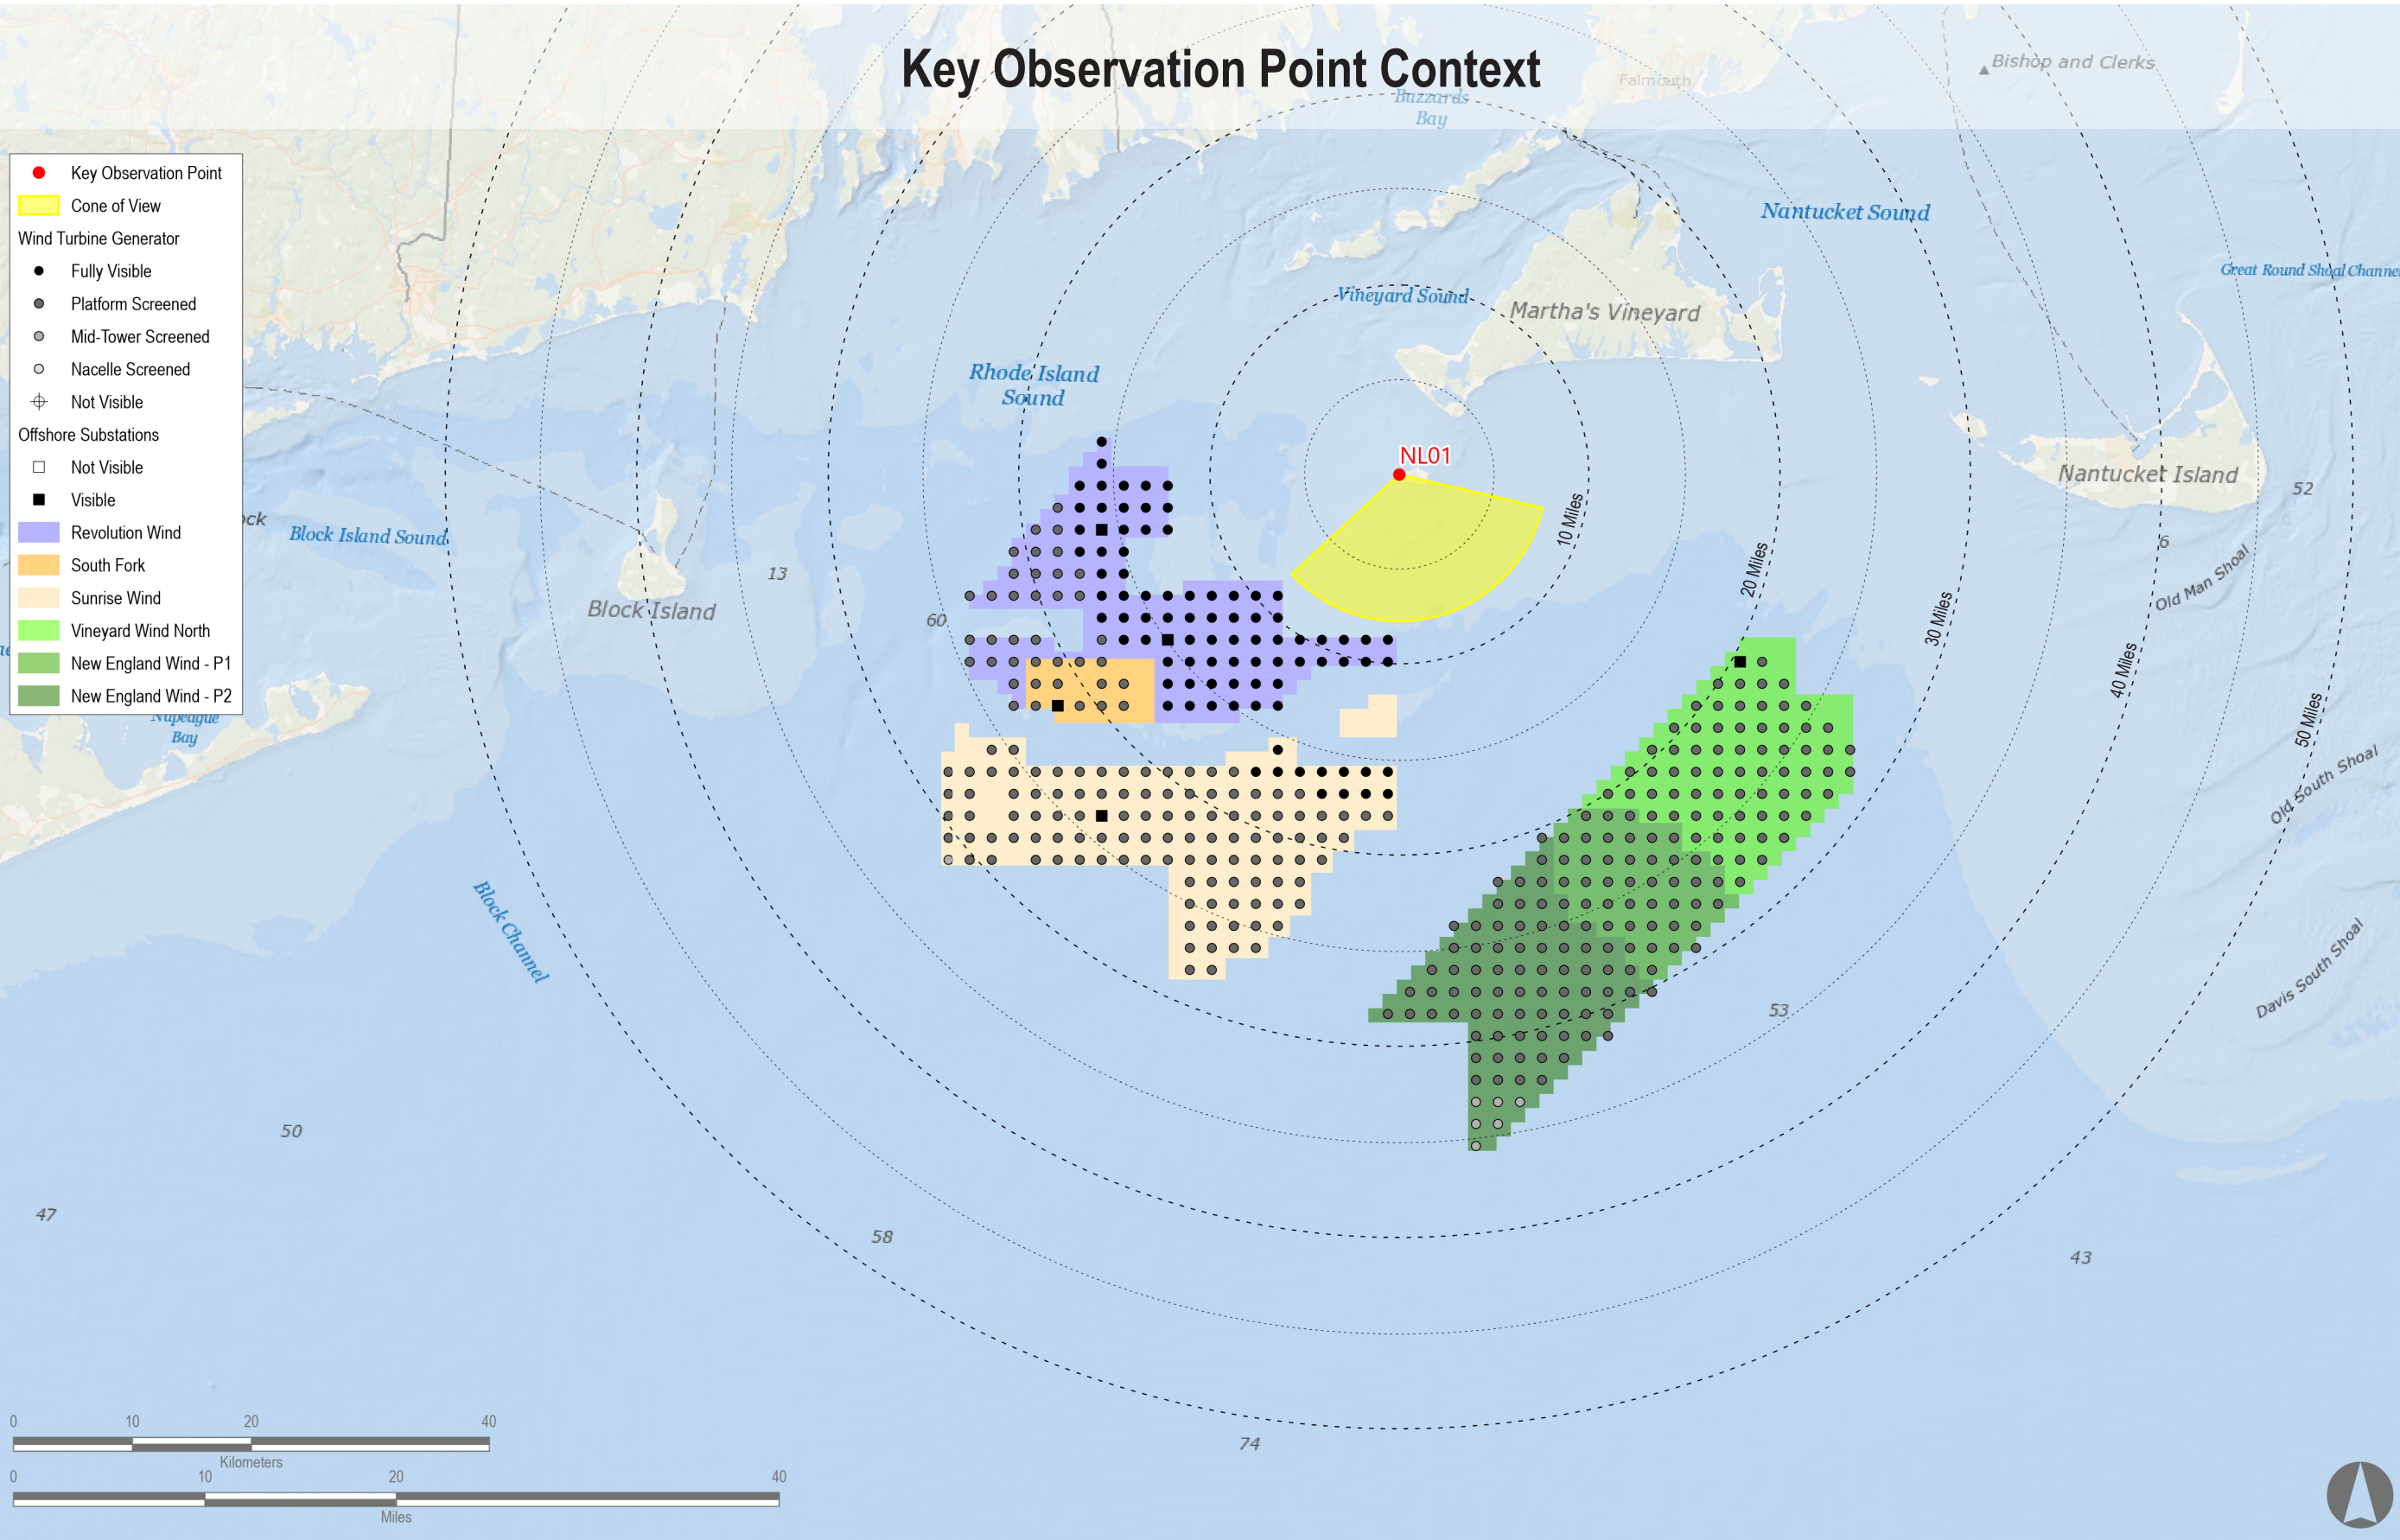 Key Observation Point Context
Bishop and Clerks
Falmouth
Buzzards
Bay
Key Observation Point
Cone of View
Wind Turbine Generator
Fully Visible
Platform Screened
Mid-Tower Screened
Nacelle Screened
Not Visible
Offshore Substations
Not Visible
Visible
Revolution Wind
South Fork
Sunrise Wind
Vineyard Wind North
New England Wind - P1
New England Wind - P2
Nantucket Sound
Great Round Shoal Channel
Vineyard Sound
Martha's Vineyard
Rhode Island
Sound
NL01
Nantucket Island
52
10 Miles
20 Miles
30 Miles
40 Miles
50 Miles
ock
Block Island Sound
6
Old Man Shoal
13
Block Island
60
Napeague
Bay
Old South Shoal
Block Channel
Davis South Shoal
53
50
47
58
43
74
0 10 20 40
Kilometers
0 10 20 40
Miles